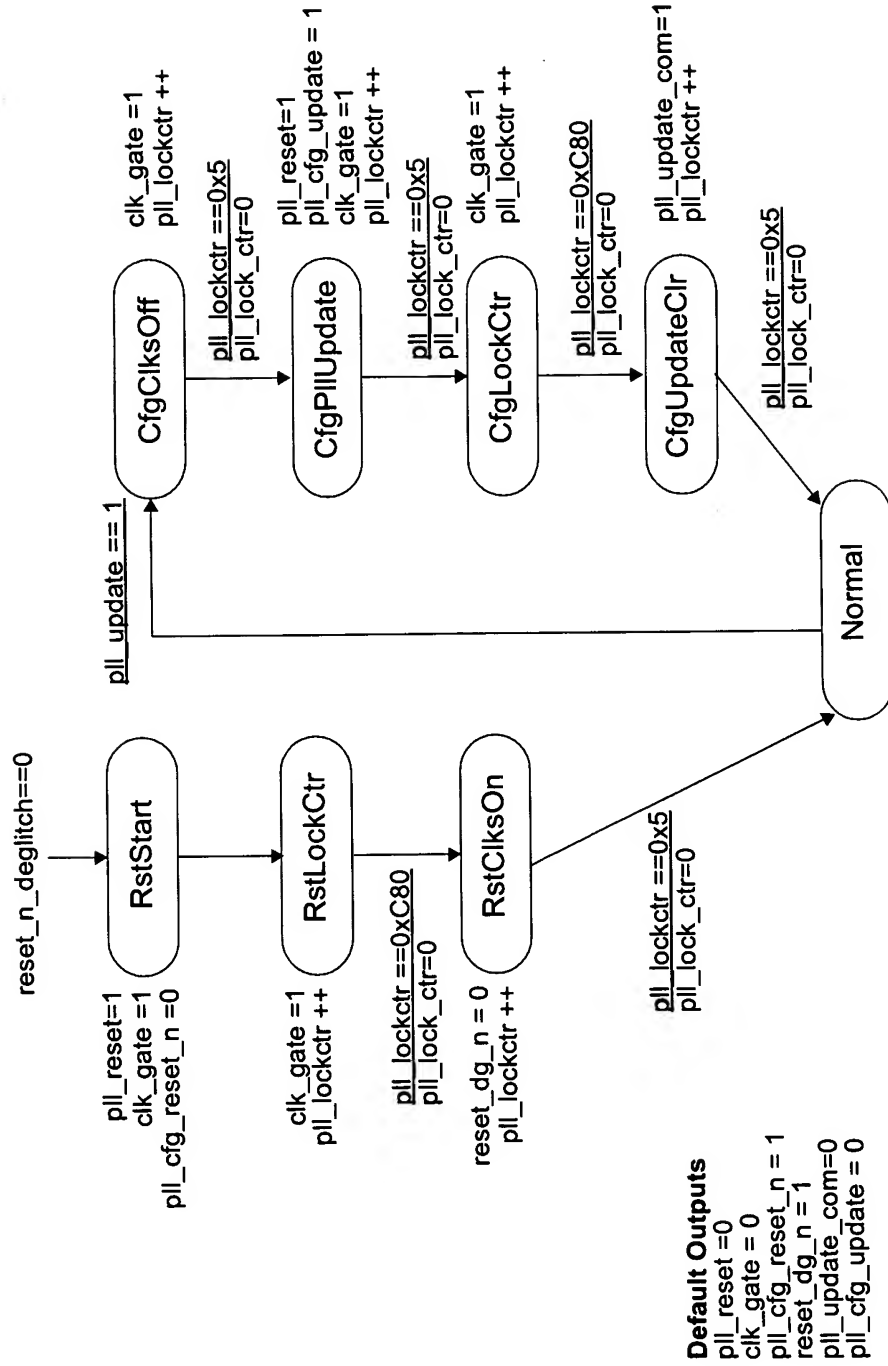 reset_n_deglitch==0
pll_reset=1
clk_gate =1
pll_cfg_reset_n =0
RstStart
clk_gate =1
pll_lockctr ++
RstLockCtr
pll_lockctr ==0xC80
pll_lock_ctr=0
reset_dg_n = 0
pll_lockctr ++
RstClksOn
pll_lockctr ==0x5
pll_lock_ctr=0
Normal
pll_update == 1
CfgClksOff
clk_gate =1
pll_lockctr ++
pll_lockctr ==0x5
pll_lock_ctr=0
CfgPllUpdate
pll_reset=1
pll_cfg_update = 1
clk_gate =1
pll_lockctr ++
pll_lockctr ==0x5
pll_lock_ctr=0
CfgLockCtr
clk_gate =1
pll_lockctr ++
pll_lockctr ==0xC80
pll_lock_ctr=0
CfgUpdateClr
pll_update_com=1
pll_lockctr ++
pll_lockctr ==0x5
pll_lock_ctr=0
Default Outputs
pll_reset =0
clk_gate = 0
pll_cfg_reset_n = 1
reset_dg_n = 1
pll_update_com=0
pll_cfg_update = 0